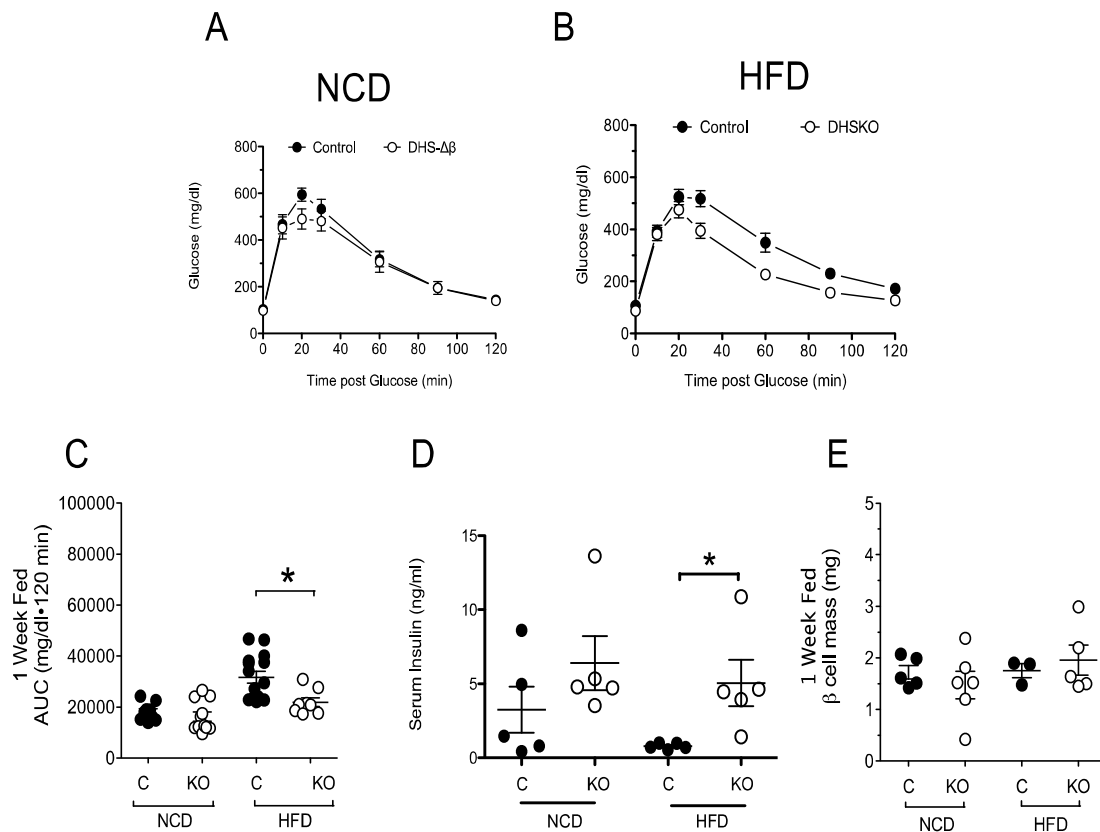 A
B
NCD
HFD
Control
DHS-Δβ
Control
DHSKO
800
600
400
200
0
Glucose (mg/dl)
0 20 40 60 80 100 120
Time post Glucose (min)
800
600
400
200
0
Glucose (mg/dl)
0 20 40 60 80 100 120
Time post Glucose (min)
C
D
E
1 Week Fed
AUC (mg/dl•120 min)
100000
80000
60000
40000
20000
0
*
C KO C KO
NCD HFD
Serum Insulin (ng/ml)
15
10
5
0
*
C KO C KO
NCD HFD
1 Week Fed
β cell mass (mg)
5
4
3
2
1
0
C KO C KO
NCD HFD